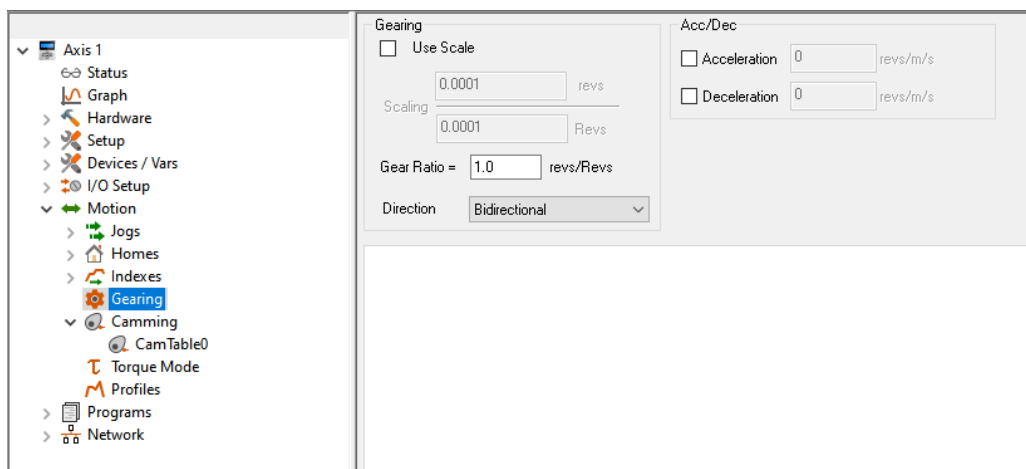 Axis 1
Status
Graph
Hardware
Setup
Devices / Vars
I/O Setup
Motion
Jogs
Homes
Indexes
Gearing
Camming
CamTable0
Torque Mode
Profiles
Programs
Network
Gearing
Use Scale
Scaling
0.0001 revs
0.0001 Revs
Gear Ratio = 1.0 revs/Revs
Direction Bidirectional
Acc/Dec
Acceleration 0 revs/m/s
Deceleration 0 revs/m/s